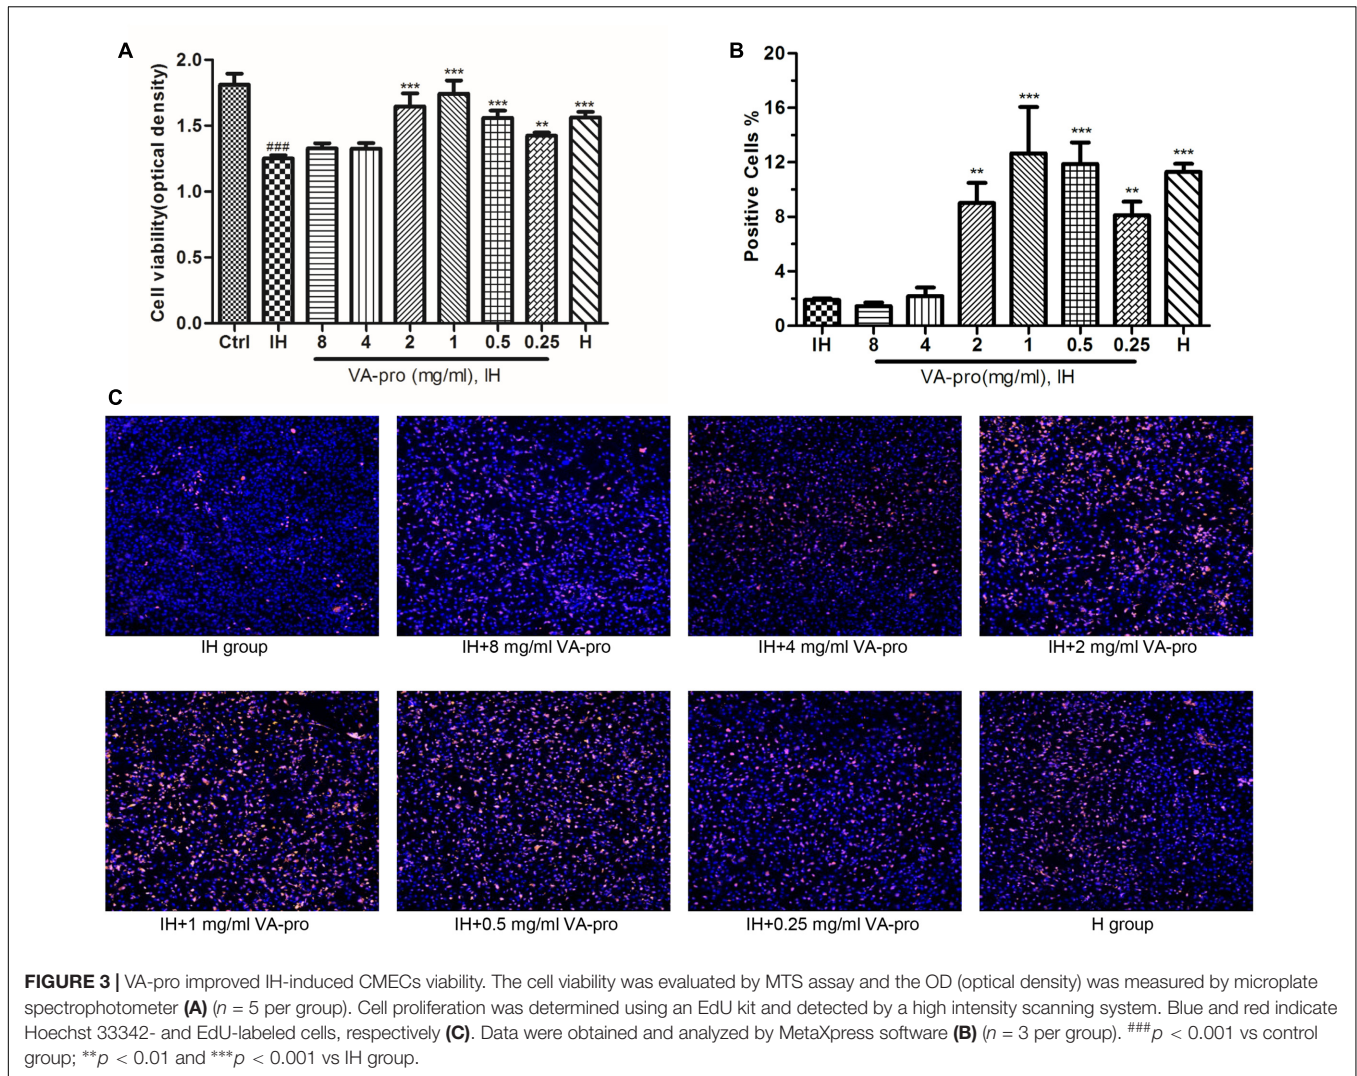 A
Cell viability(optical density)
2.0
1.5
1.0
0.5
0.0
***
***
***
**
***
###
Ctrl IH 8 4 2 1 0.5 0.25 H
VA-pro (mg/ml), IH
B
Positive Cells %
20
16
12
8
4
0
**
***
***
**
***
IH 8 4 2 1 0.5 0.25 H
VA-pro(mg/ml), IH
C
IH group IH+8 mg/ml VA-pro IH+4 mg/ml VA-pro IH+2 mg/ml VA-pro
IH+1 mg/ml VA-pro IH+0.5 mg/ml VA-pro IH+0.25 mg/ml VA-pro H group
FIGURE 3 | VA-pro improved IH-induced CMECs viability. The cell viability was evaluated by MTS assay and the OD (optical density) was measured by microplate
spectrophotometer (A) (n = 5 per group). Cell proliferation was determined using an EdU kit and detected by a high intensity scanning system. Blue and red indicate
Hoechst 33342- and EdU-labeled cells, respectively (C). Data were obtained and analyzed by MetaXpress software (B) (n = 3 per group). ###p < 0.001 vs control
group; **p < 0.01 and ***p < 0.001 vs IH group.